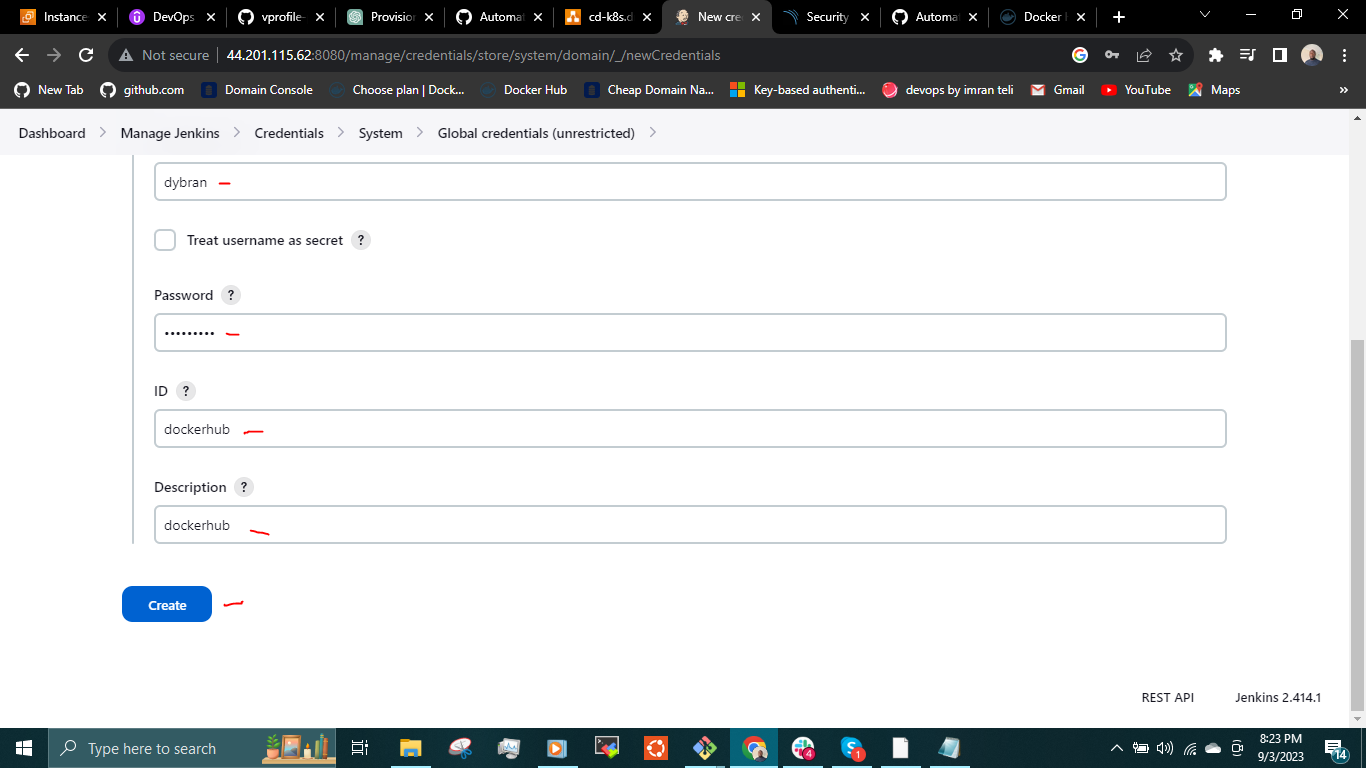 Instance
DevOps
vprofile-
Provision
Automat
cd-k8s.d
New cre
Security
Automa
Docker
Not secure
44.201.115.62:8080/manage/credentials/store/system/domain/_/newCredentials
New Tab
github.com
Domain Console
Choose plan | Dock...
Docker Hub
Cheap Domain Na...
Key-based authenti...
devops by imran teli
Gmail
YouTube
Maps
»
Dashboard
Manage Jenkins
Credentials
System
Global credentials (unrestricted)
dybran
Treat username as secret ?
Password ?
•••••••••
ID ?
dockerhub
Description ?
dockerhub
Create
REST API
Jenkins 2.414.1
Type here to search
4
1
8:23 PM
9/3/2023
14